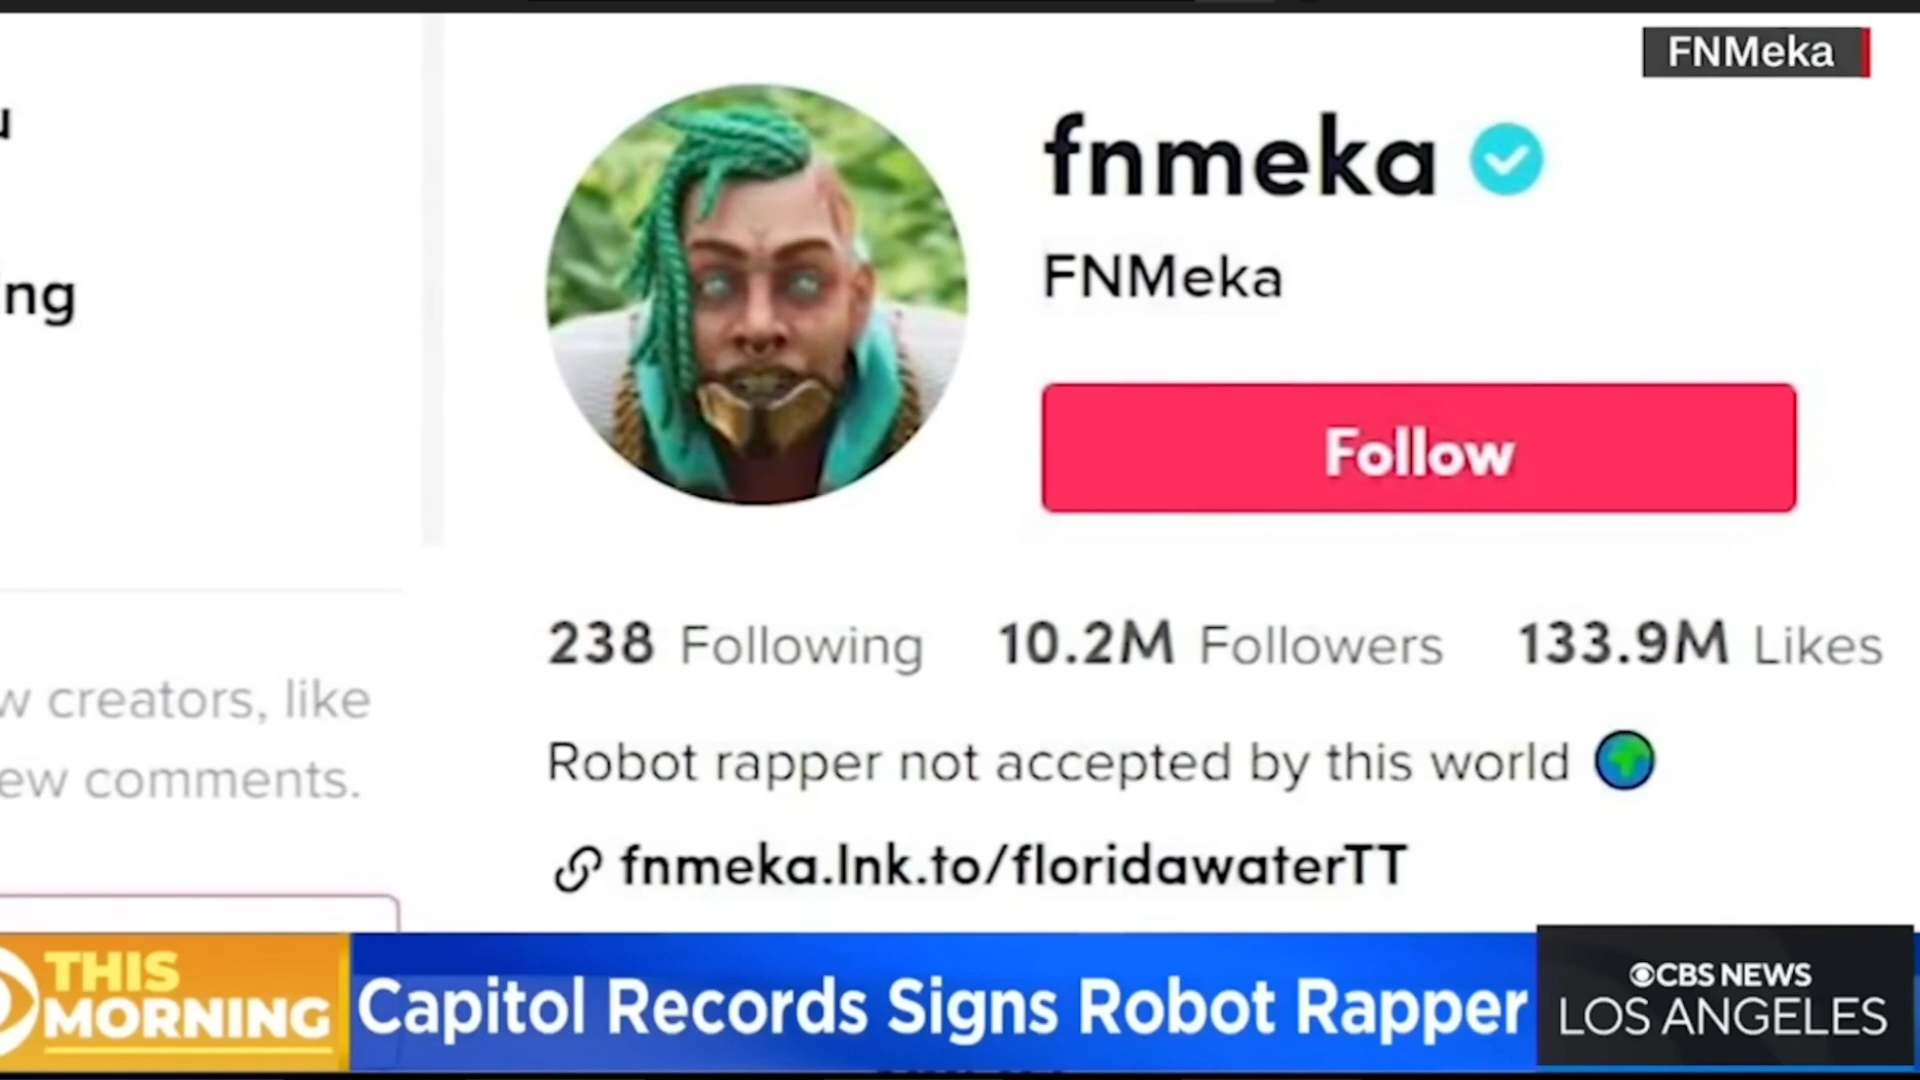 FNMeka
fnmeka
FNMeka
Follow
238 Following 10.2M Followers 133.9M Likes
Robot rapper not accepted by this world
fnmeka.lnk.to/floridawaterTT
ng
w creators, like
ew comments.
THIS
MORNING
Capitol Records Signs Robot Rapper
CBS NEWS
LOS ANGELES